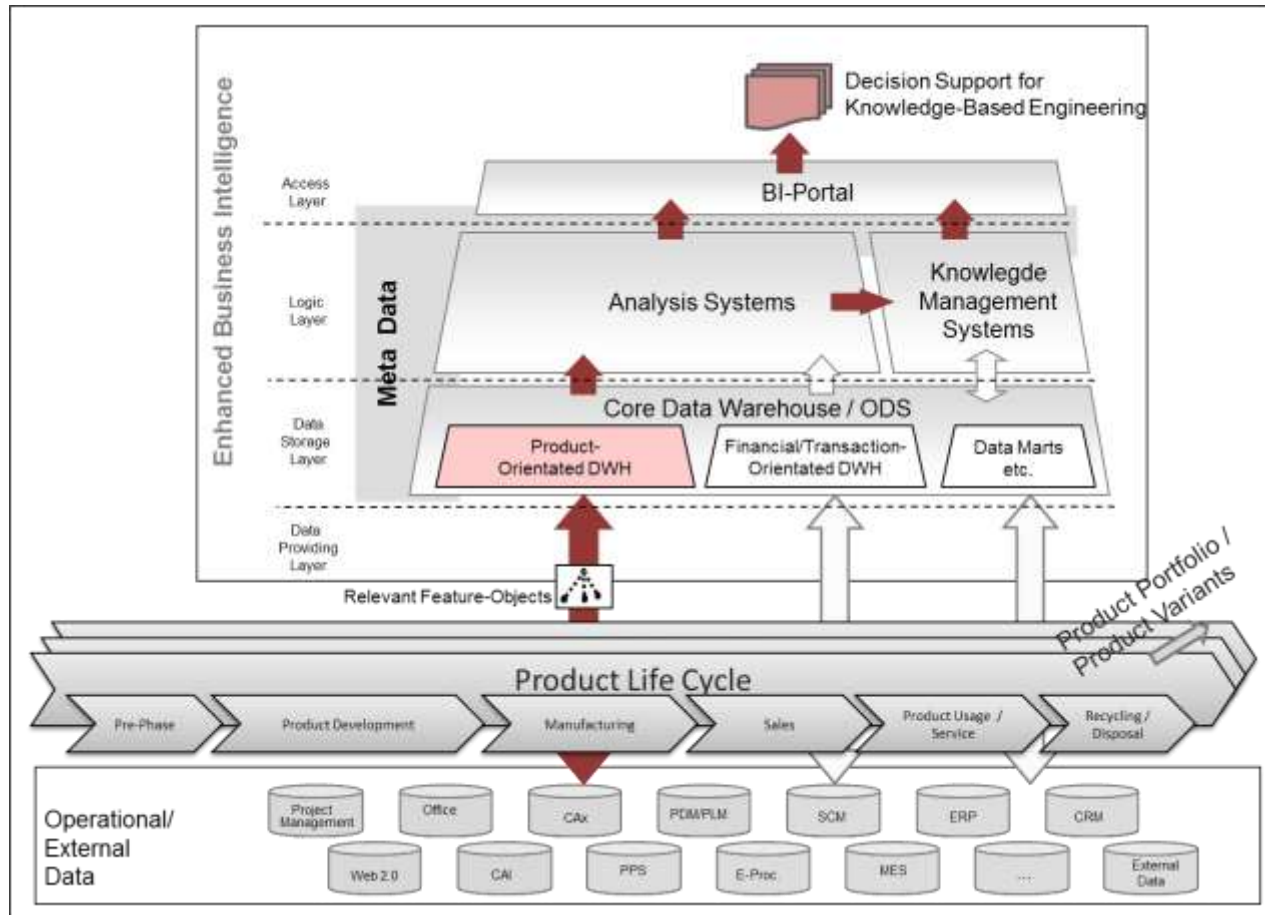 Decision Support for
Knowledge-Based Engineering
Enhanced Business Intelligence
Access
Layer
BI-Portal
Meta Data
Logic
Layer
Analysis Systems
Knowlegde
Management
Systems
Data
Storage
Layer
Core Data Warehouse / ODS
Product-
Orientated DWH
Financial/Transaction-
Orientated DWH
Data Marts
etc.
Data
Providing
Layer
Relevant Feature-Objects
Product Portfolio /
Product Variants
Product Life Cycle
Pre-Phase
Product Development
Manufacturing
Sales
Product Usage /
Service
Recycling /
Disposal
Operational/
External
Data
Project
Management
Office
CAx
PDM/PLM
SCM
ERP
CRM
Web 2.0
CAI
PPS
E-Proc
MES
...
External
Data